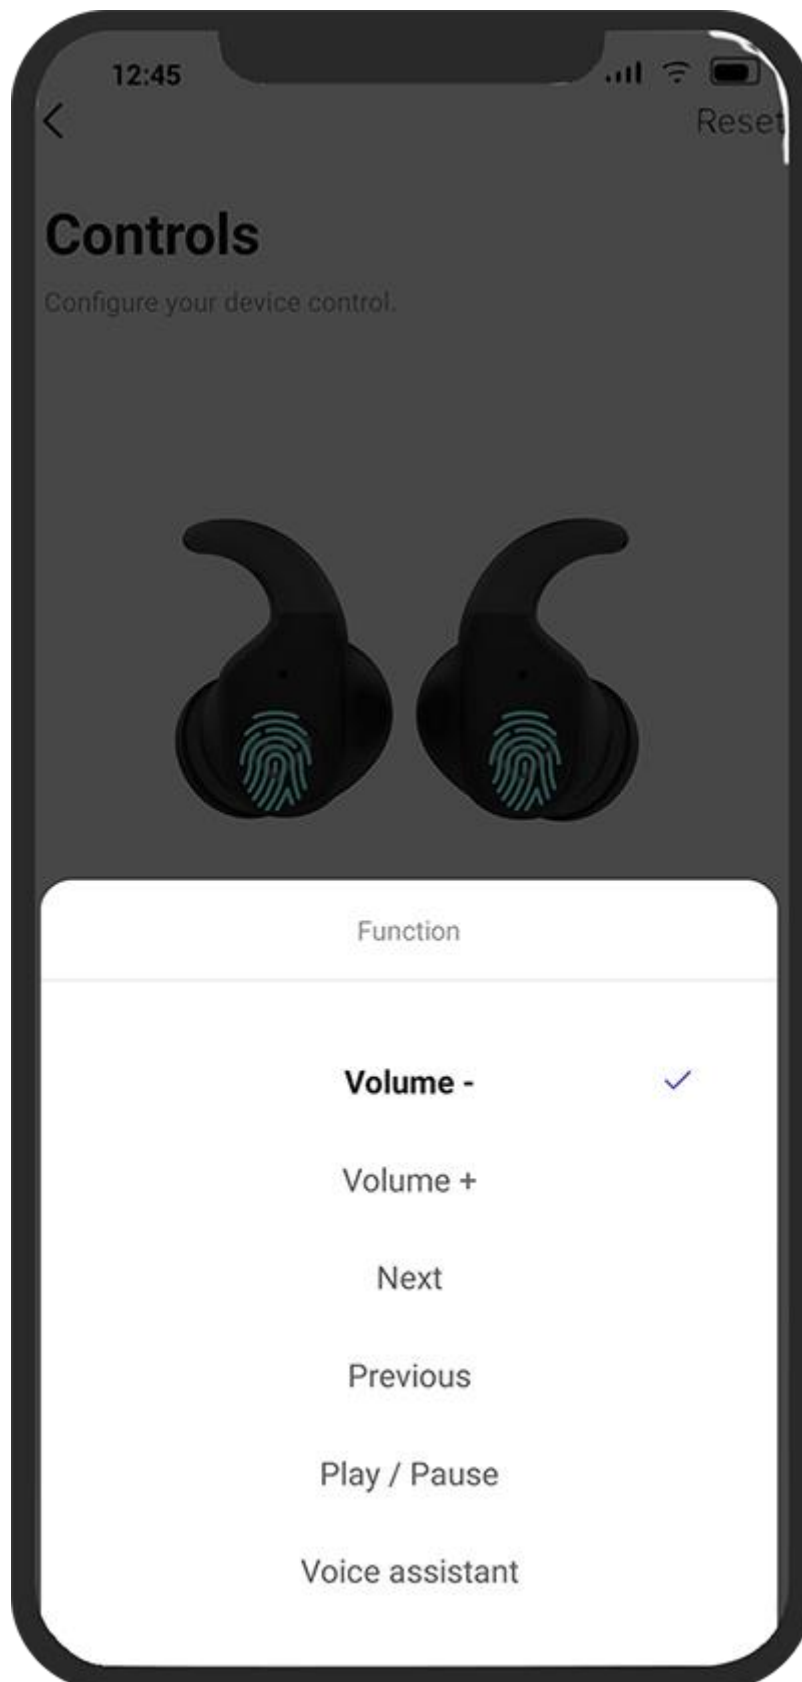 12:45
Reset
Controls
Configure your device control.
Function
Volume -
Volume +
Next
Previous
Play / Pause
Voice assistant